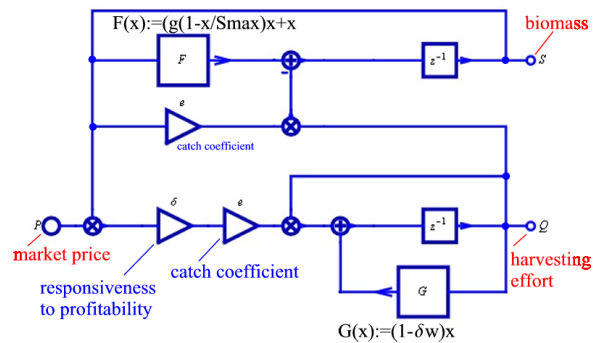 F(x):=(g(1-x/Smax)x+x
biomass
F
z⁻¹
S
e
catch coefficient
P
δ
e
z⁻¹
Q
market price
responsiveness
to profitability
catch coefficient
harvesting
effort
G
G(x):=(1-δw)x